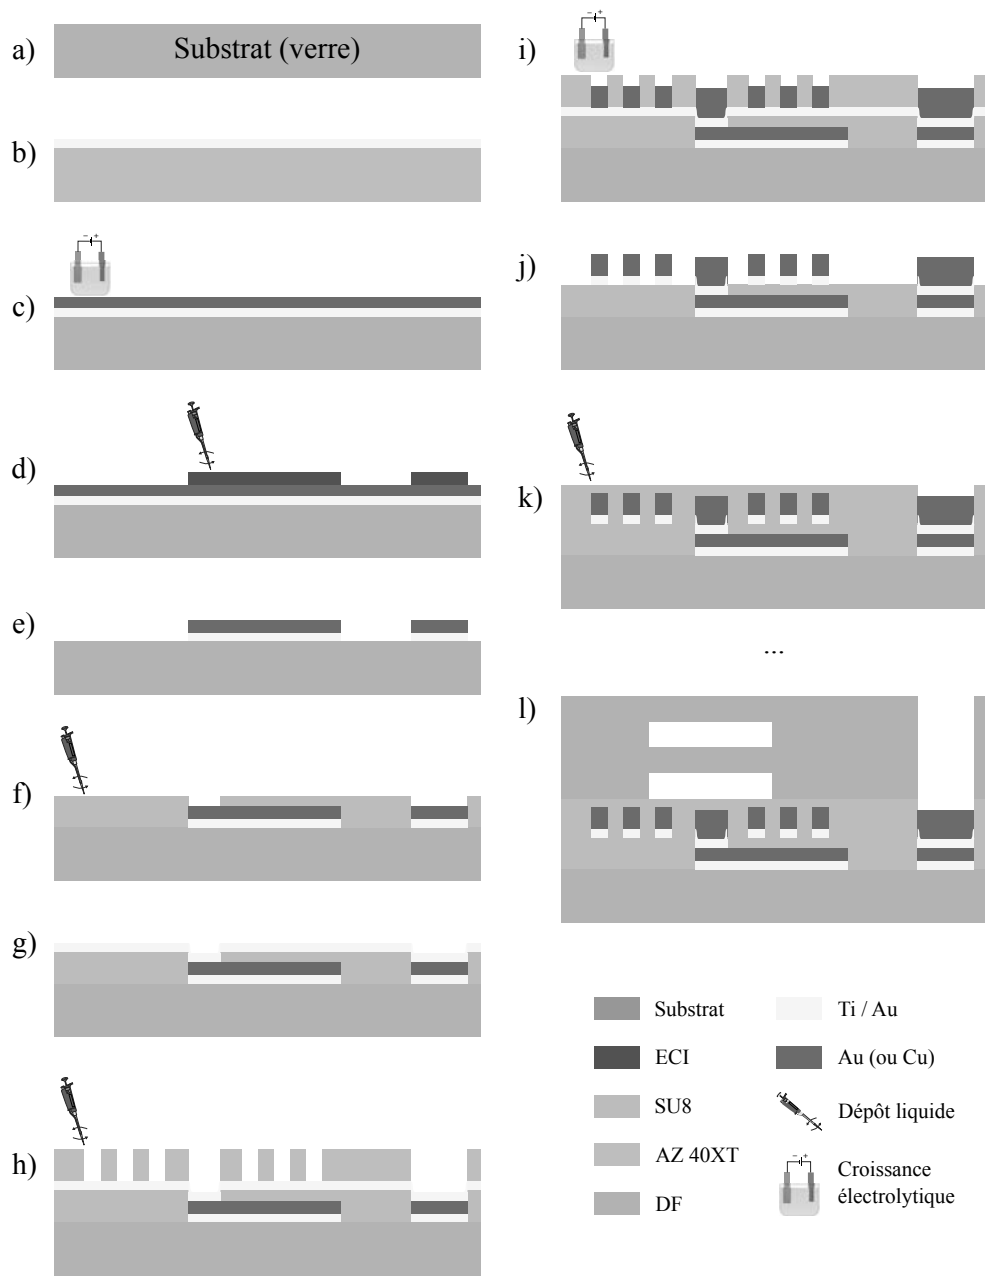 a)
Substrat (verre)
b)
c)
d)
e)
f)
g)
h)
i)
j)
k)
...
l)
Substrat
ECI
SU8
AZ 40XT
DF
Ti / Au
Au (ou Cu)
Dépôt liquide
Croissance
électrolytique